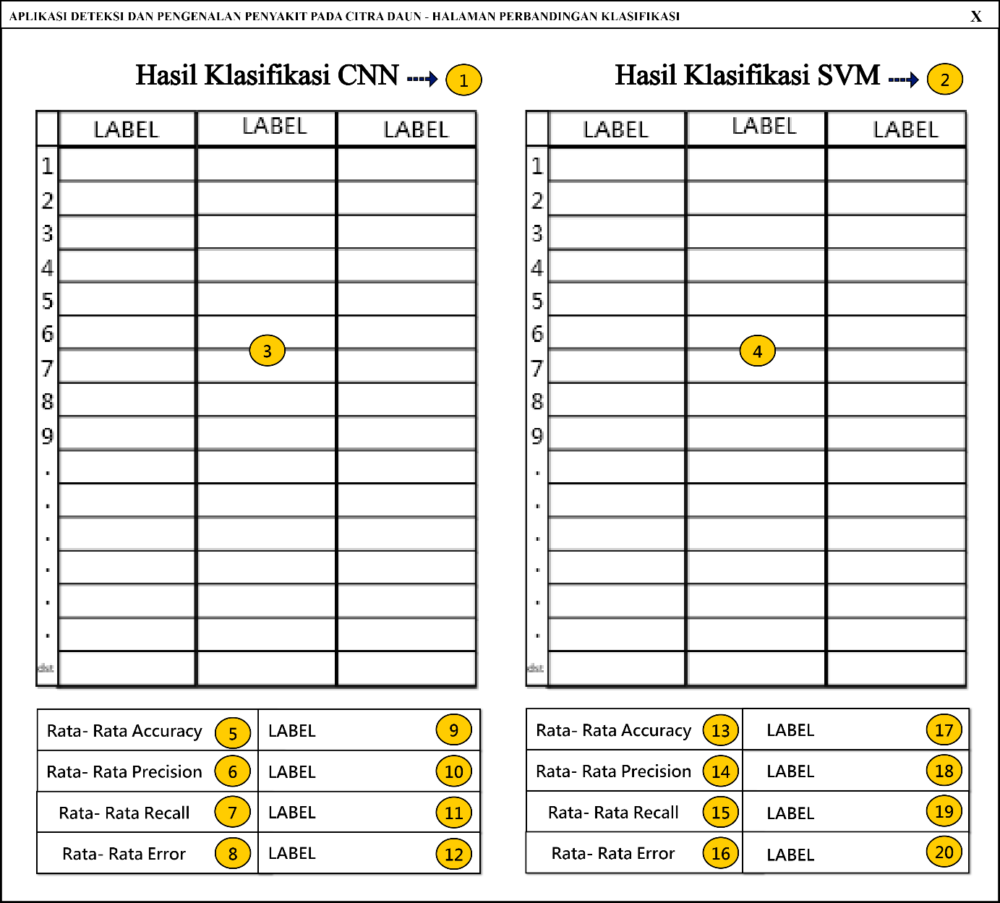 APLIKASI DETEKSI DAN PENGENALAN PENYAKIT PADA CITRA DAUN - HALAMAN PERBANDINGAN KLASIFIKASI X
Hasil Klasifikasi CNN 1
LABEL LABEL LABEL
1
2
3
4
5
6
3
7
8
9
.
.
.
.
.
.
dst
Rata- Rata Accuracy 5 LABEL 9
Rata- Rata Precision 6 LABEL 10
Rata- Rata Recall 7 LABEL 11
Rata- Rata Error 8 LABEL 12
Hasil Klasifikasi SVM 2
LABEL LABEL LABEL
1
2
3
4
5
6
4
7
8
9
.
.
.
.
.
.
dst
Rata- Rata Accuracy 13 LABEL 17
Rata- Rata Precision 14 LABEL 18
Rata- Rata Recall 15 LABEL 19
Rata- Rata Error 16 LABEL 20